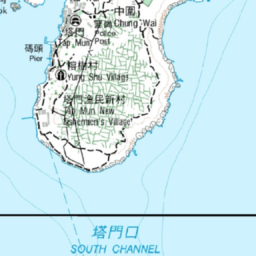 中圍
Chung Wai
塔門
Tap Mun
警崗
Police
Post
碼頭
Pier
榕樹村
Yung Shu Village
塔門漁民新村
Tap Mun New
Fishermen's Village
塔門口
SOUTH CHANNEL